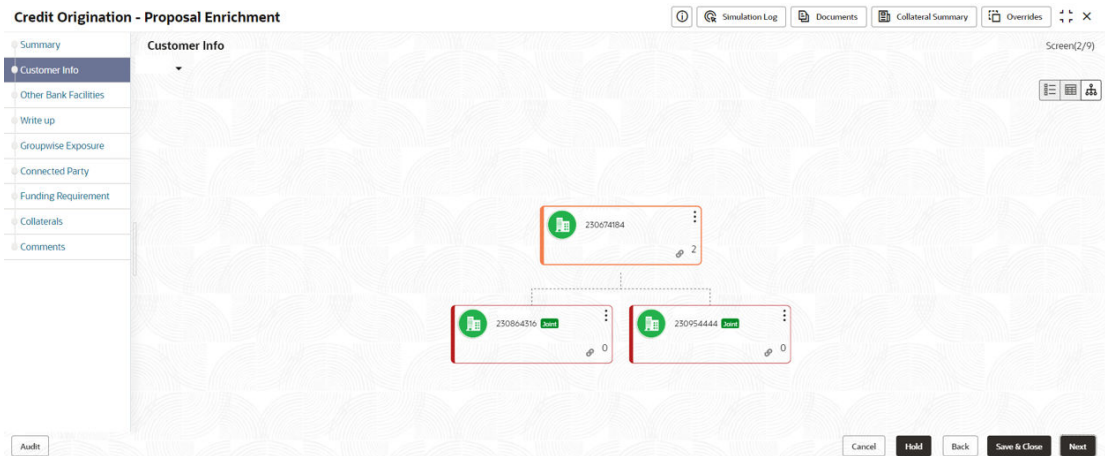 Credit Origination - Proposal Enrichment
Simulation Log
Documents
Collateral Summary
Overrides
Summary
Customer Info
Other Bank Facilities
Write up
Groupwise Exposure
Connected Party
Funding Requirement
Collaterals
Comments
Customer Info
Screen(2/9)
230674184
2
230864316 Joint
0
230954444 Joint
0
Audit
Cancel
Hold
Back
Save & Close
Next